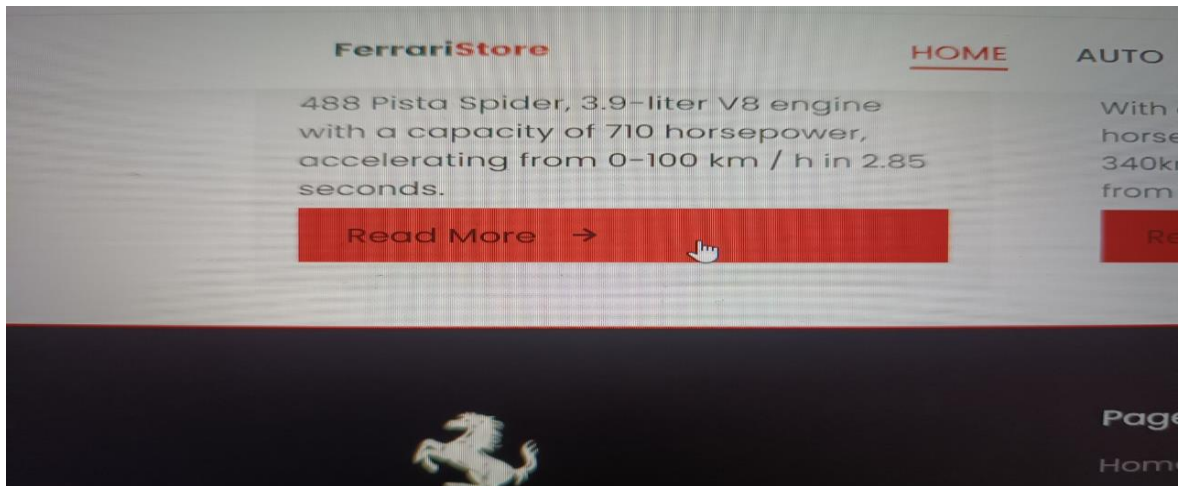 FerrariStore
HOME
AUTO
488 Pista Spider, 3.9-liter V8 engine
with a capacity of 710 horsepower,
accelerating from 0-100 km / h in 2.85
seconds.
Read More →
With
horse
340km
from
Re
Page
Home